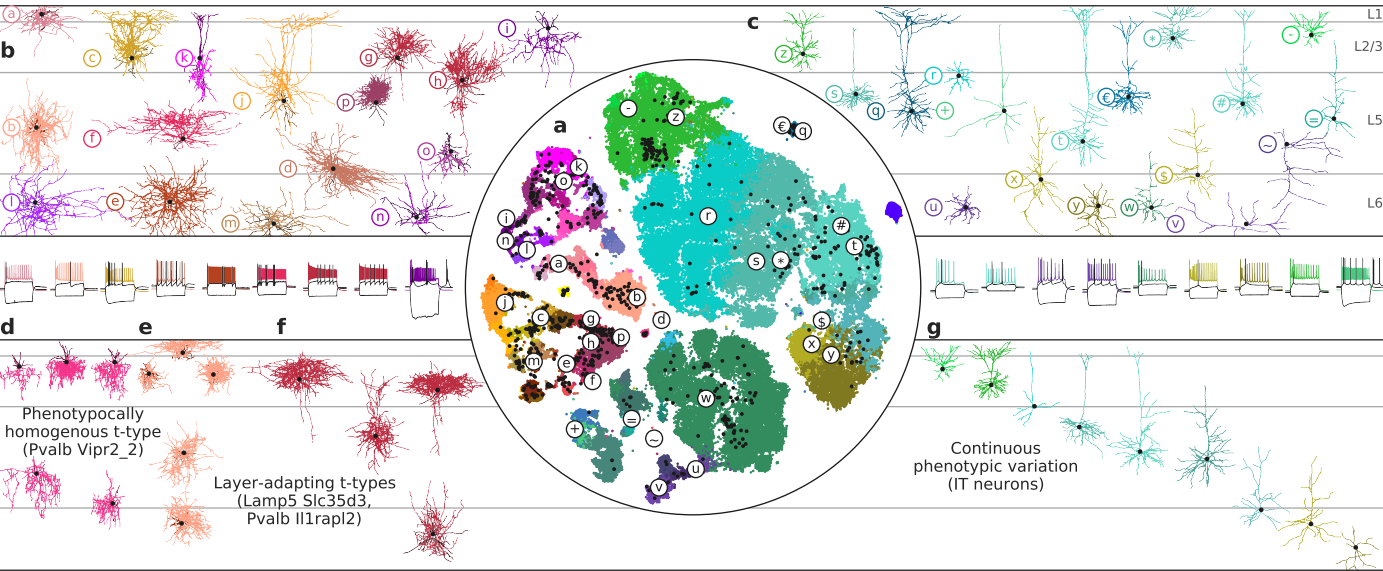 a
b
c
k
j
g
p
h
i
b
f
d
o
l
e
m
n
c
z
s
q
r
+
t
€
*
#
-
=
x
y
w
$
u
v
~
L1
L2/3
L5
L6
a
-
z
€
q
k
o
i
n
l
r
#
t
s
*
a
b
j
c
g
d
$
h
p
x
y
m
e
f
w
=
+
~
u
v
d
e
f
g
Phenotypocally
homogenous t-type
(Pvalb Vipr2_2)
Layer-adapting t-types
(Lamp5 Slc35d3,
Pvalb Il1rapl2)
Continuous
phenotypic variation
(IT neurons)